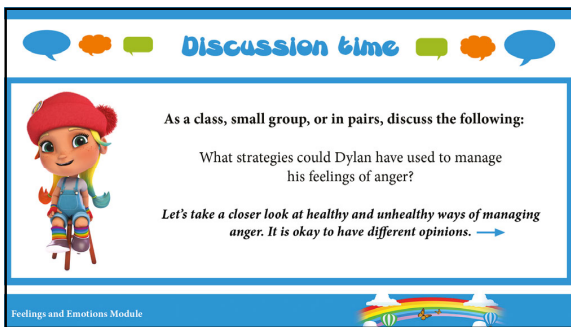 Discussion time
As a class, small group, or in pairs, discuss the following:
What strategies could Dylan have used to manage
his feelings of anger?
Let's take a closer look at healthy and unhealthy ways of managing
anger. It is okay to have different opinions.
Feelings and Emotions Module